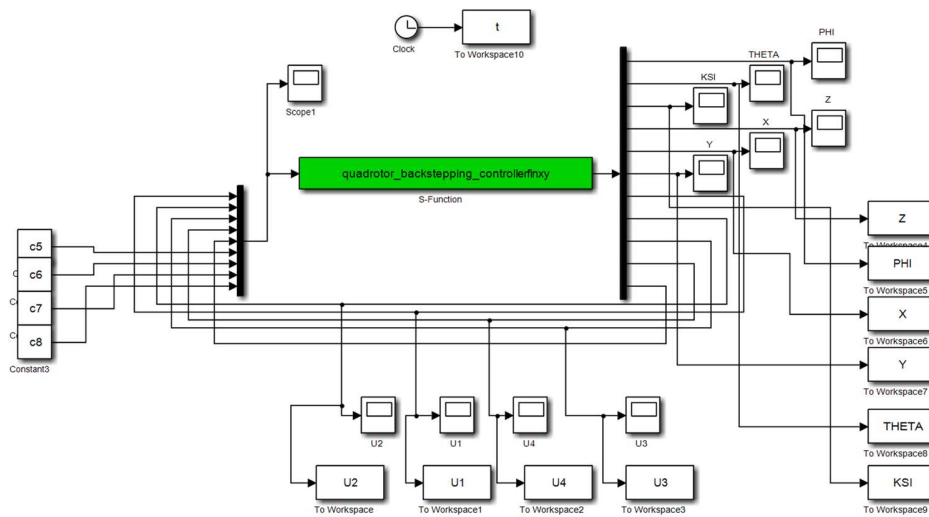 t
Clock
To Workspace10
PHI
THETA
KSI
Z
X
Y
Scope1
quadrotor_backstepping_controllerfinxy
S-Function
c5
c6
c7
c8
Constant3
Z
PHI
To Workspace5
X
To Workspace6
Y
To Workspace7
THETA
To Workspace8
KSI
To Workspace9
U2
U1
U4
U3
U2
U1
U4
U3
To Workspace
To Workspace1
To Workspace2
To Workspace3